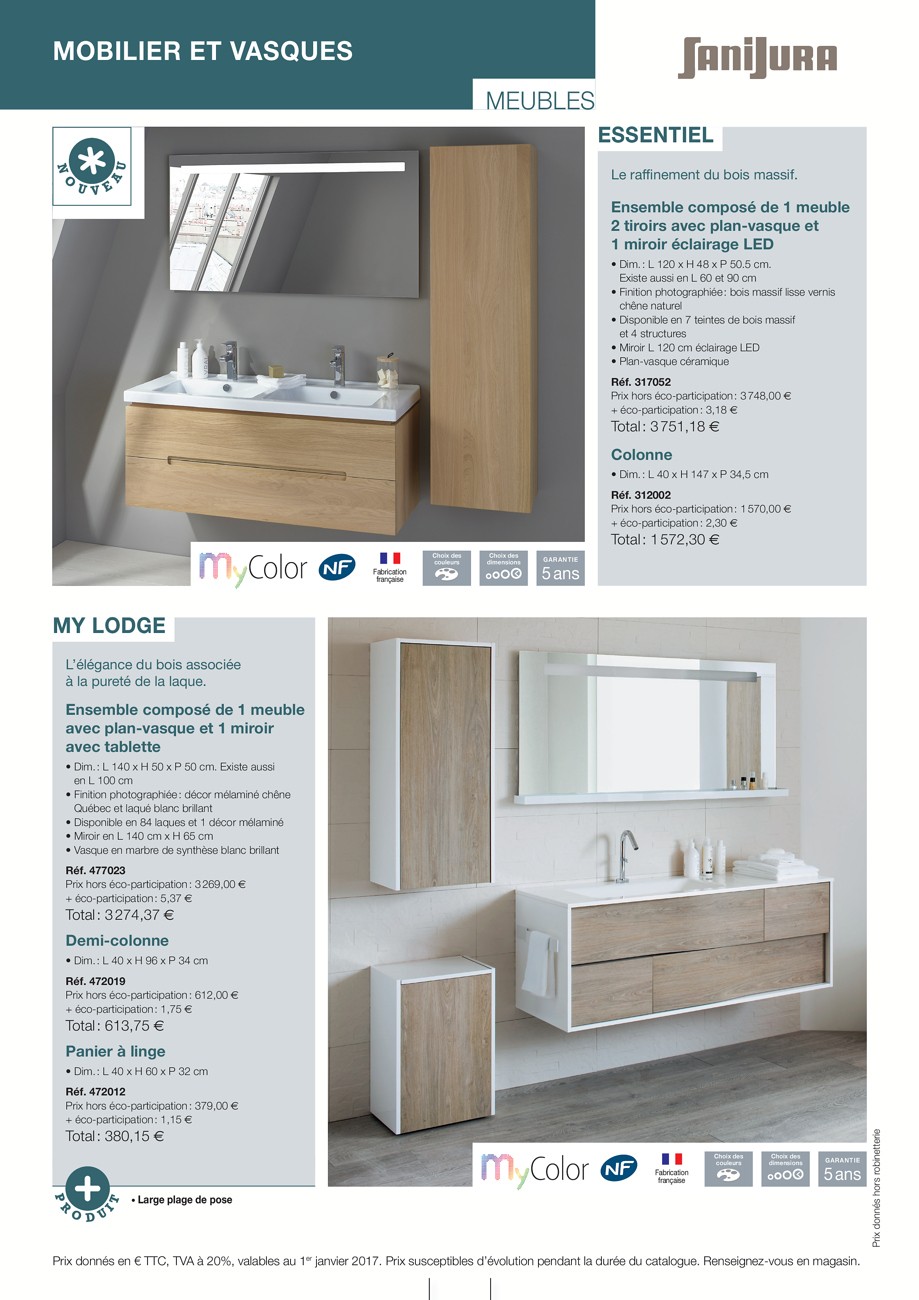 MOBILIER ET VASQUES
SANIJURA
MEUBLES
NOUVEAU
ESSENTIEL
Le raffinement du bois massif.
Ensemble composé de 1 meuble
2 tiroirs avec plan-vasque et
1 miroir éclairage LED
• Dim.: L 120 x H 48 x P 50.5 cm.
Existe aussi en L 60 et 90 cm
• Finition photographiée: bois massif lisse vernis
chêne naturel
• Disponible en 7 teintes de bois massif
et 4 structures
• Miroir L 120 cm éclairage LED
• Plan-vasque céramique
Réf. 317052
Prix hors éco-participation: 3 748,00 €
+ éco-participation: 3,18 €
Total: 3 751,18 €
Colonne
• Dim.: L 40 x H 147 x P 34,5 cm
Réf. 312002
Prix hors éco-participation: 1 570,00 €
+ éco-participation: 2,30 €
Total: 1 572,30 €
myColor
NF
Fabrication
française
Choix des
couleurs
Choix des
dimensions
GARANTIE
5 ans
MY LODGE
L'élégance du bois associée
à la pureté de la laque.
Ensemble composé de 1 meuble
avec plan-vasque et 1 miroir
avec tablette
• Dim.: L 140 x H 50 x P 50 cm. Existe aussi
en L 100 cm
• Finition photographiée: décor mélaminé chêne
Québec et laqué blanc brillant
• Disponible en 84 laques et 1 décor mélaminé
• Miroir en L 140 cm x H 65 cm
• Vasque en marbre de synthèse blanc brillant
Réf. 477023
Prix hors éco-participation: 3 269,00 €
+ éco-participation: 5,37 €
Total: 3 274,37 €
Demi-colonne
• Dim.: L 40 x H 96 x P 34 cm
Réf. 472019
Prix hors éco-participation: 612,00 €
+ éco-participation: 1,75 €
Total: 613,75 €
Panier à linge
• Dim.: L 40 x H 60 x P 32 cm
Réf. 472012
Prix hors éco-participation: 379,00 €
+ éco-participation: 1,15 €
Total: 380,15 €
myColor
NF
Fabrication
française
Choix des
couleurs
Choix des
dimensions
GARANTIE
5 ans
PRODUIT
• Large plage de pose
Prix donnés hors robinetterie
Prix donnés en € TTC, TVA à 20%, valables au 1er janvier 2017. Prix susceptibles d'évolution pendant la durée du catalogue. Renseignez-vous en magasin.